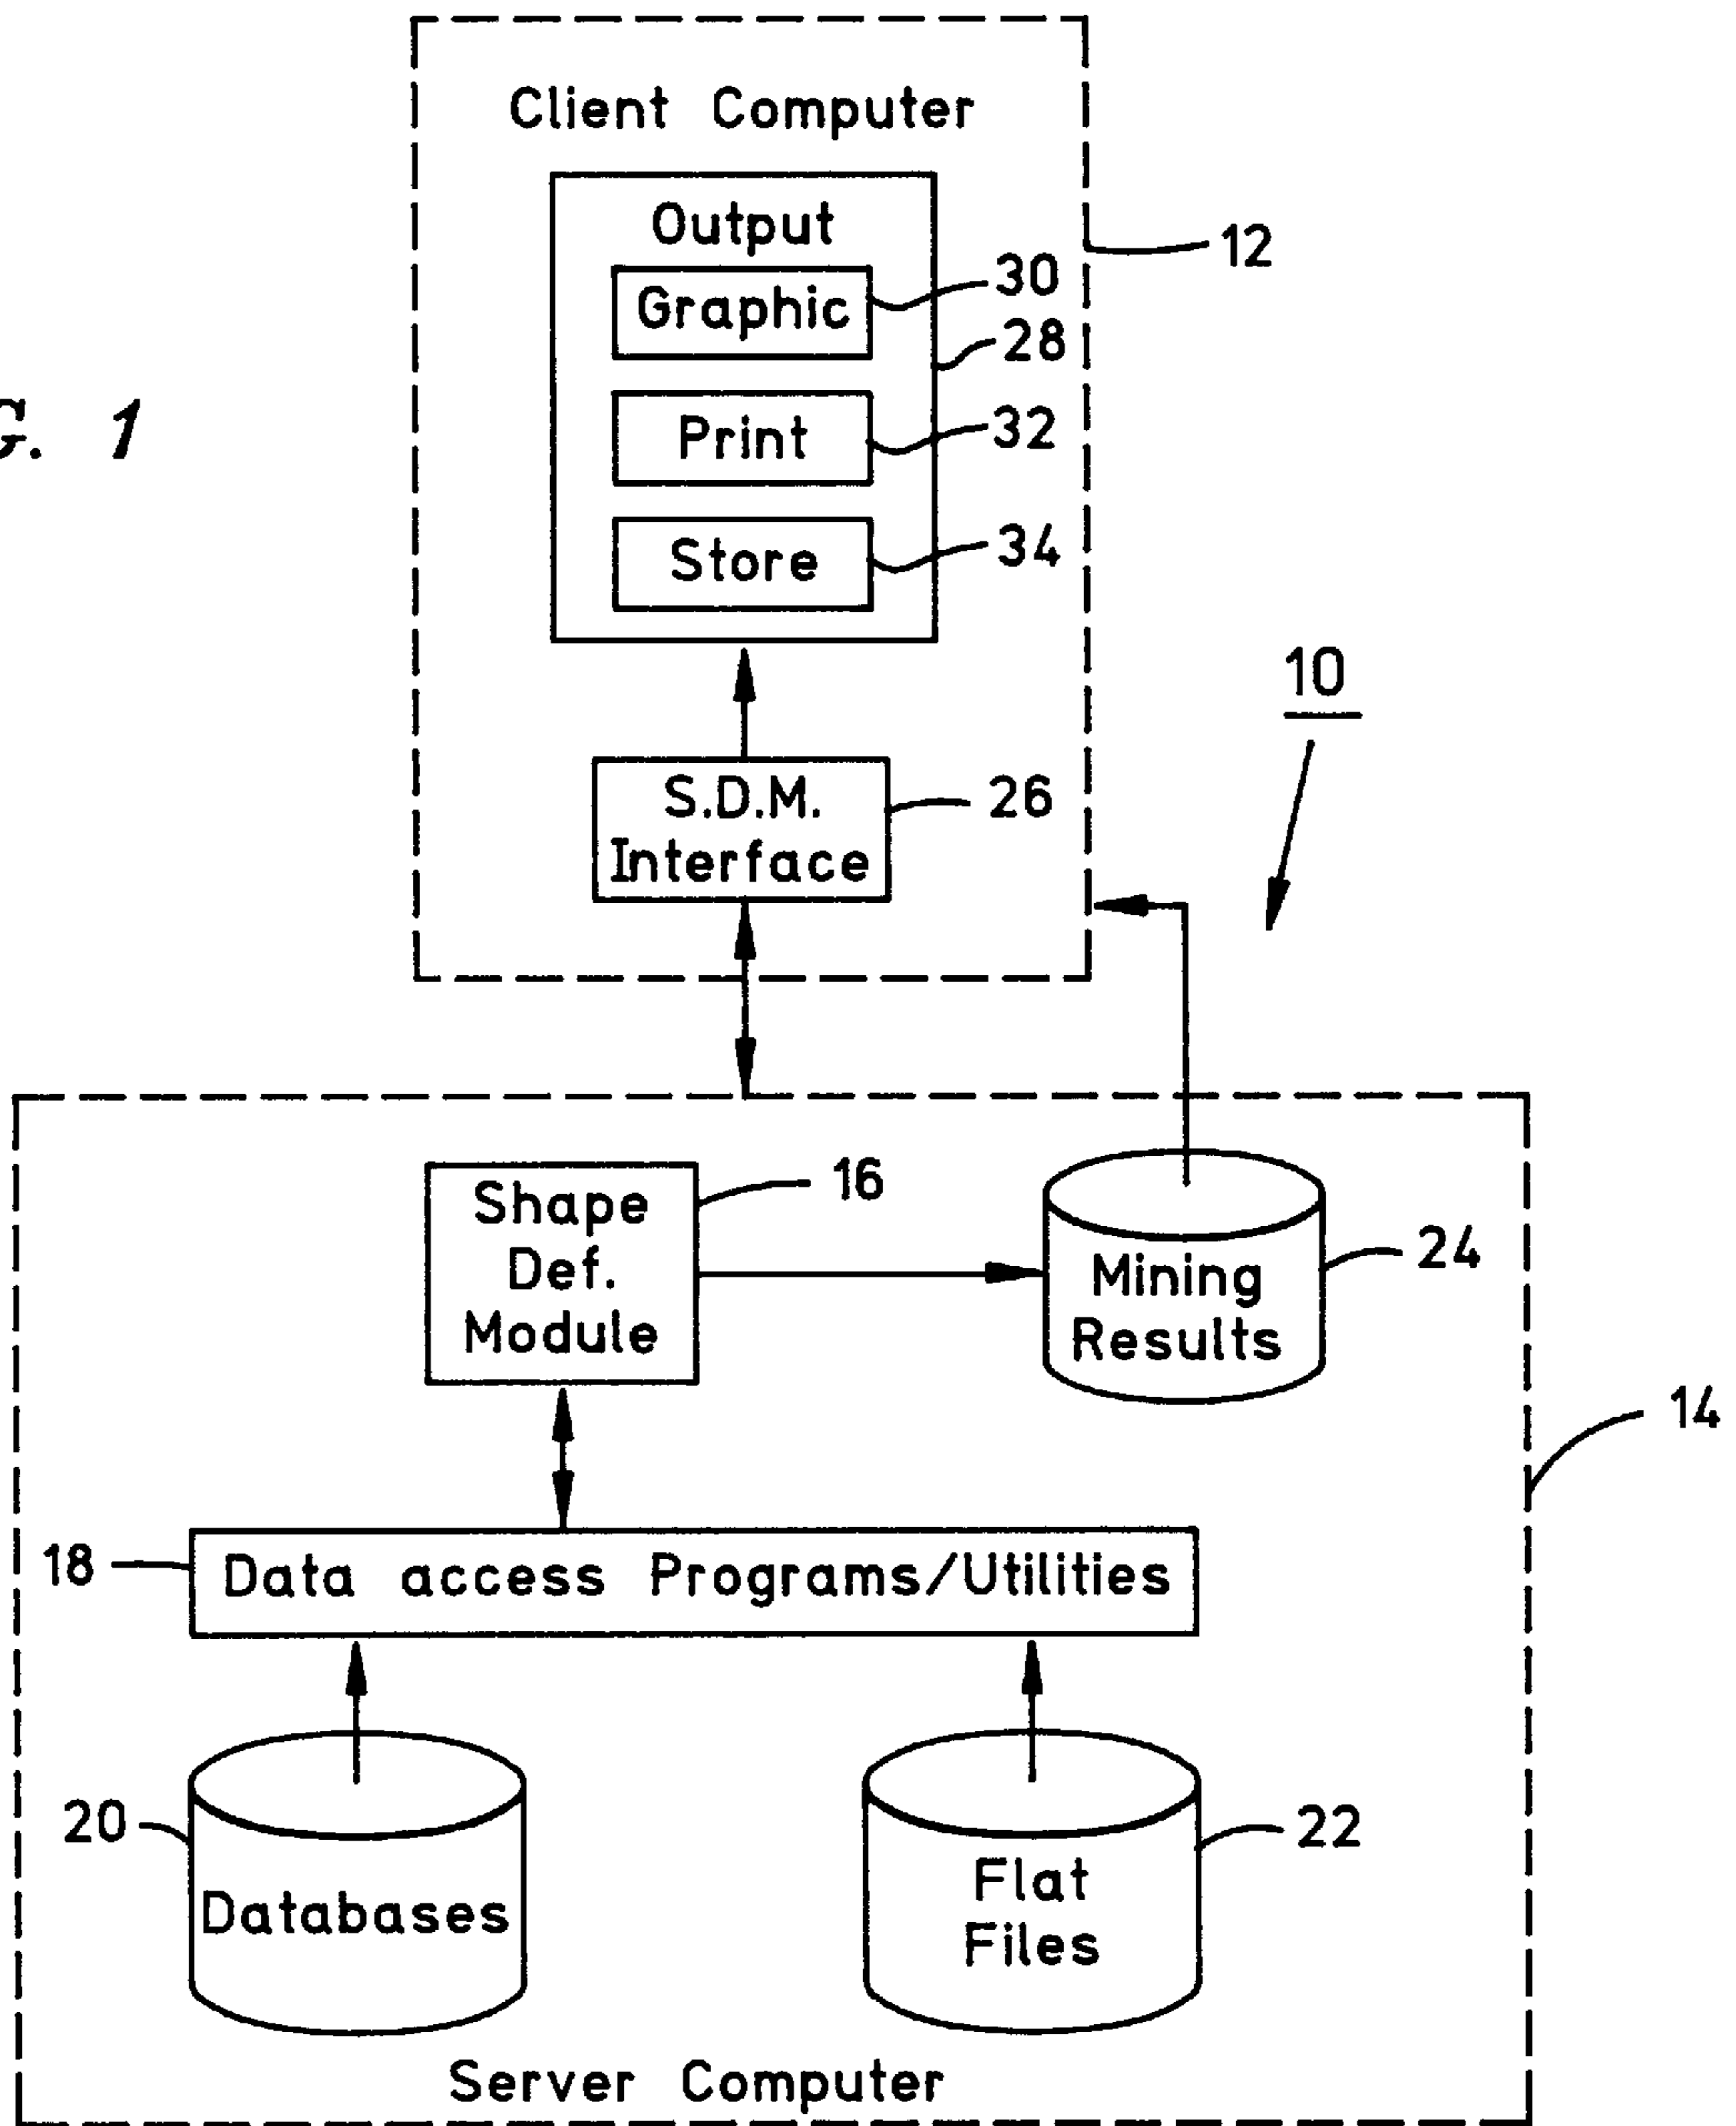 Client Computer
Output
12
Graphic
30
28
Print
32
G. 1
Store
34
10
S.D.M.
Interface
26
Shape
Def.
Module
16
Mining
Results
24
14
18
Data access Programs/Utilities
20
Databases
Flat
Files
22
Server Computer